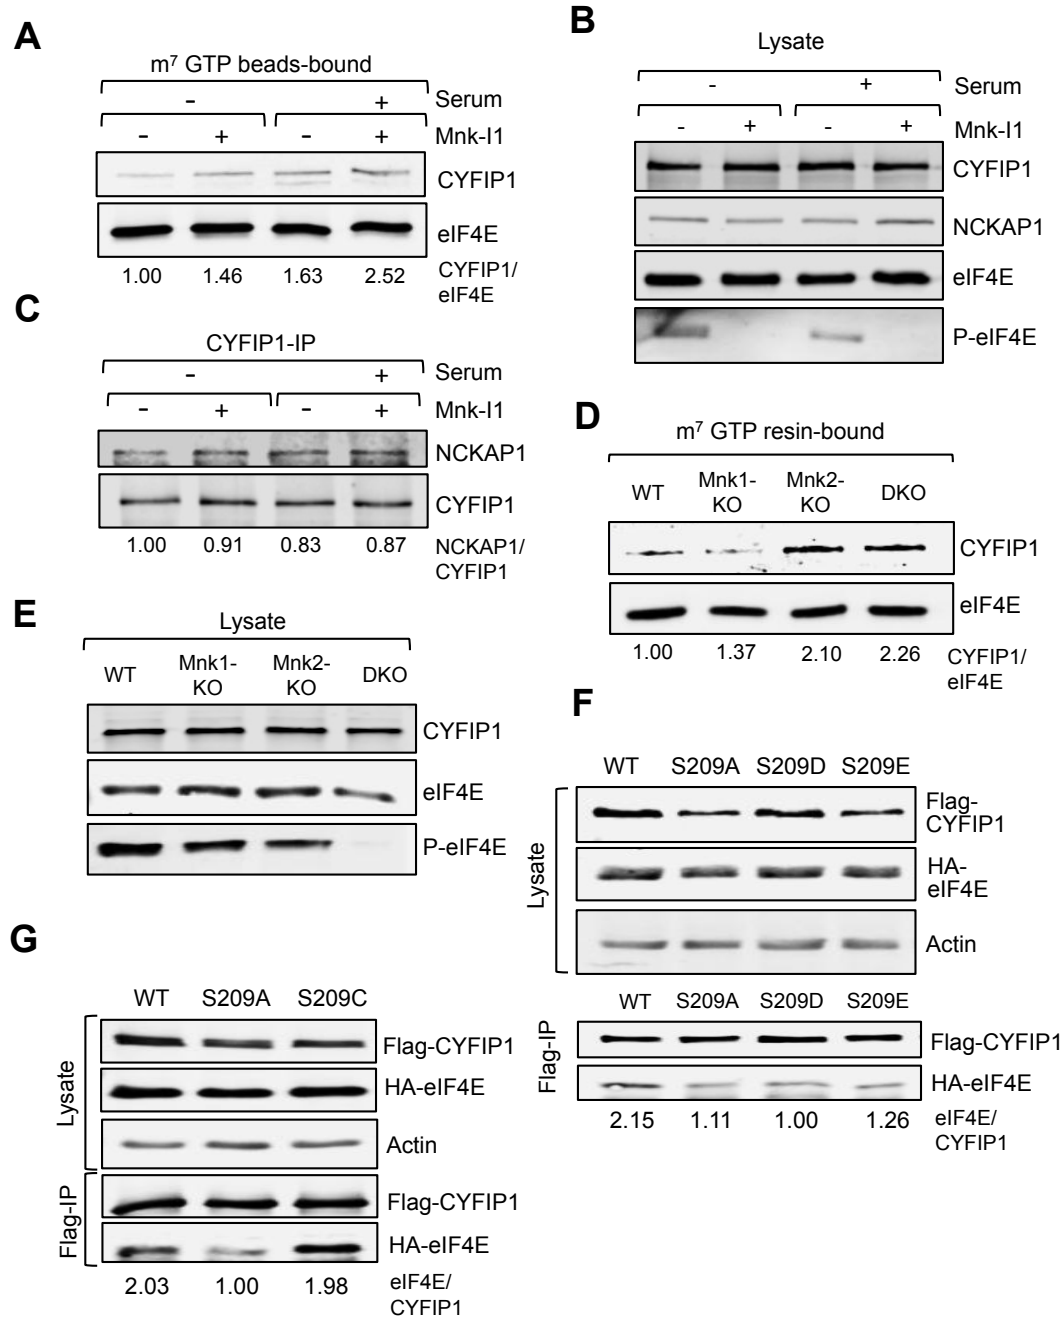 A
m⁷ GTP beads-bound
- + Serum
- + - + Mnk-I1
CYFIP1
eIF4E
1.00 1.46 1.63 2.52 CYFIP1/
eIF4E
B
Lysate
- + Serum
- + - + Mnk-I1
CYFIP1
NCKAP1
eIF4E
P-eIF4E
C
CYFIP1-IP
- + Serum
- + - + Mnk-I1
NCKAP1
CYFIP1
1.00 0.91 0.83 0.87 NCKAP1/
CYFIP1
D
m⁷ GTP resin-bound
WT Mnk1- Mnk2- DKO
KO KO
CYFIP1
eIF4E
1.00 1.37 2.10 2.26 CYFIP1/
eIF4E
E
Lysate
WT Mnk1- Mnk2- DKO
KO KO
CYFIP1
eIF4E
P-eIF4E
F
WT S209A S209D S209E
Lysate
Flag-
CYFIP1
HA-
eIF4E
Actin
WT S209A S209D S209E
Flag-IP
Flag-CYFIP1
HA-eIF4E
2.15 1.11 1.00 1.26 eIF4E/
CYFIP1
G
WT S209A S209C
Lysate
Flag-CYFIP1
HA-eIF4E
Actin
Flag-IP
Flag-CYFIP1
HA-eIF4E
2.03 1.00 1.98 eIF4E/
CYFIP1